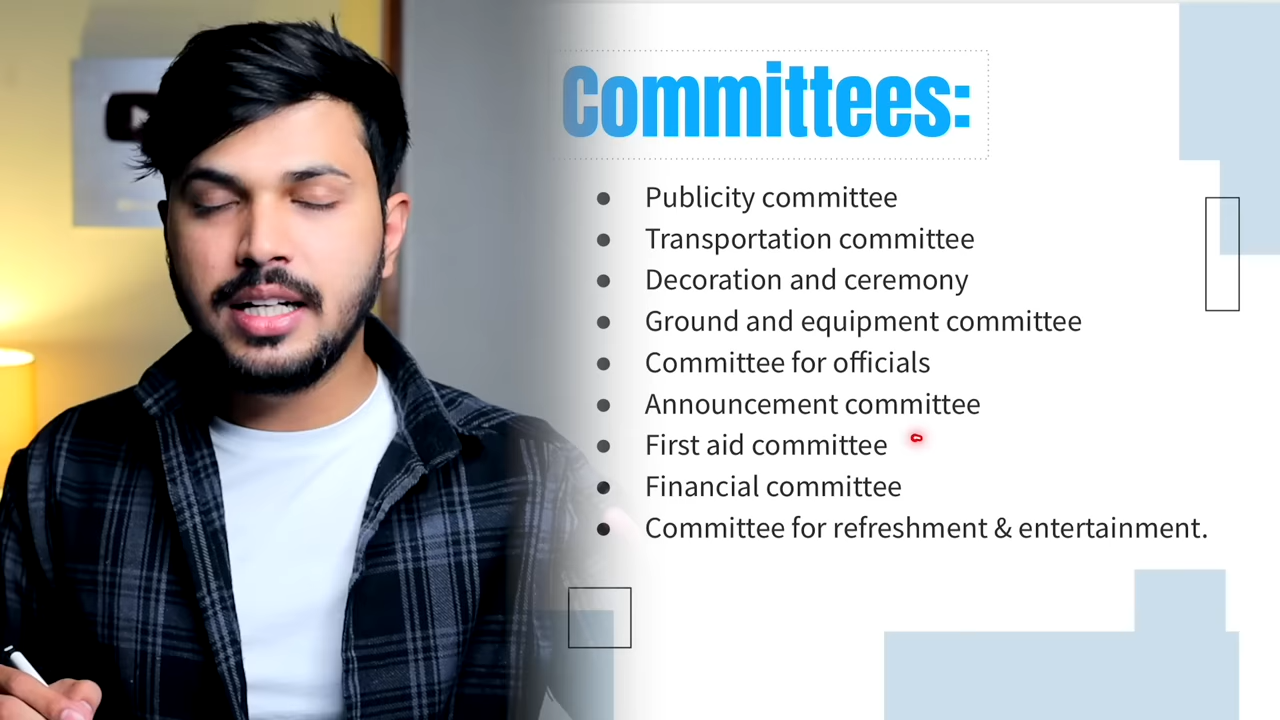 Committees:
● Publicity committee
● Transportation committee
● Decoration and ceremony
● Ground and equipment committee
● Committee for officials
● Announcement committee
● First aid committee
● Financial committee
● Committee for refreshment & entertainment.